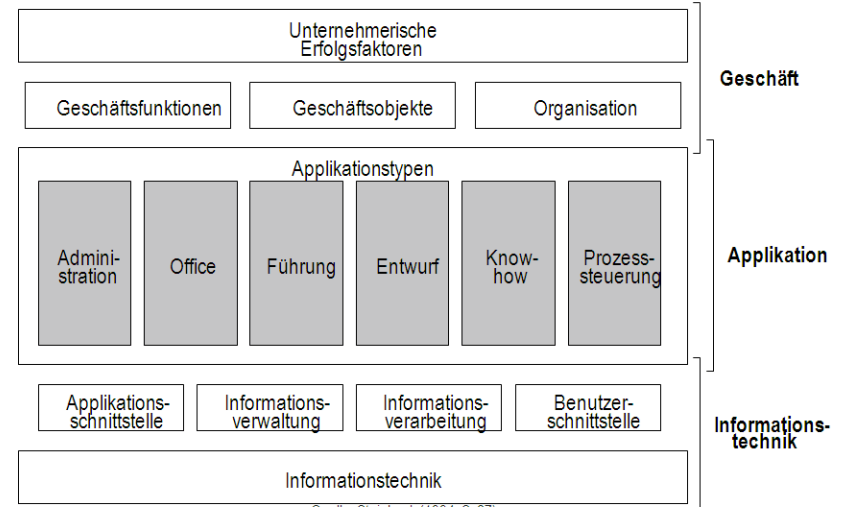 Unternehmerische
Erfolgsfaktoren
Geschäft
Geschäftsfunktionen
Geschäftsobjekte
Organisation
Applikationstypen
Admini-
stration
Office
Führung
Entwurf
Know-
how
Prozess-
steuerung
Applikation
Applikations-
schnittstelle
Informations-
verwaltung
Informations-
verarbeitung
Benutzer-
schnittstelle
Informations-
technik
Informationstechnik